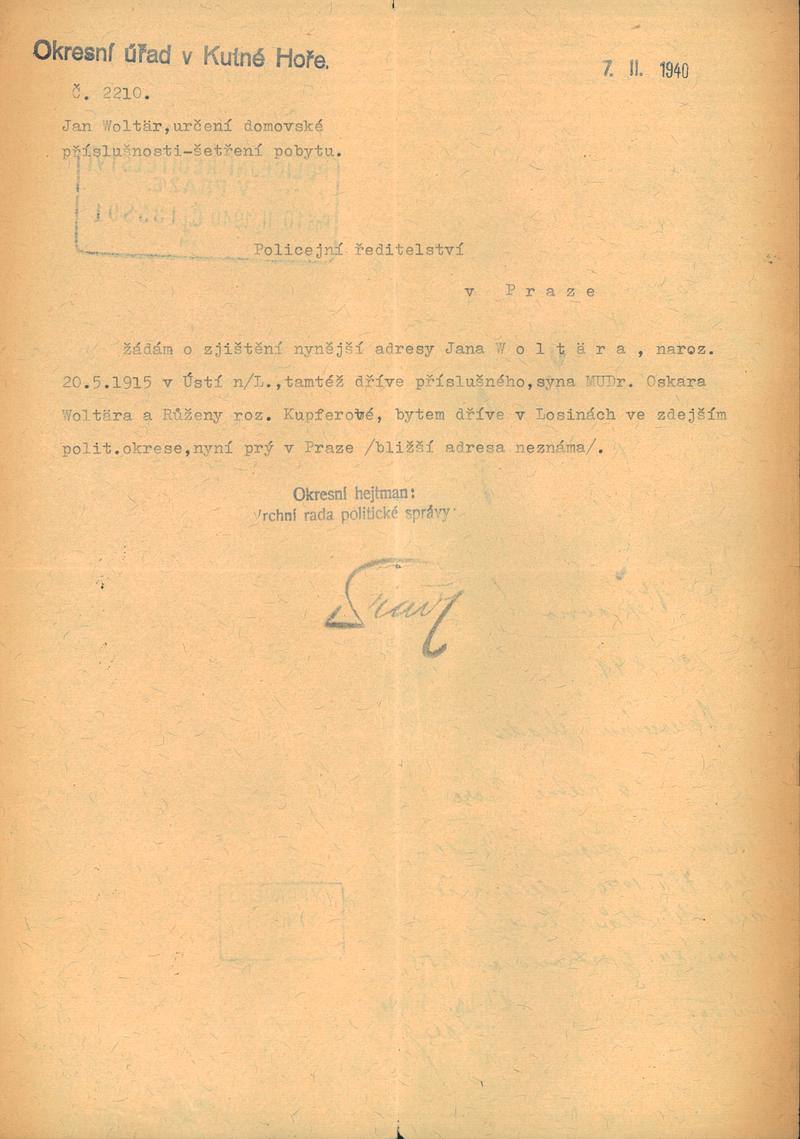 Okresní úřad v Kutné Hoře.
7. II. 1940
Č. 2210.
Jan Woltär,určení domovské
příslušnosti-šetření pobytu.
Policejní ředitelství
v Praze
žádám o zjištění nynější adresy Jana Woltära, naroz.
20.5.1915 v Ústí n/L.,tamtéž dříve příslušného,syna MUDr. Oskara
Woltära a Růženy roz. Kupferové, bytem dříve v Losinách ve zdejším
polit.okrese,nyní prý v Praze /bližší adresa neznáma/.
Okresní hejtman:
Vrchní rada politické správy